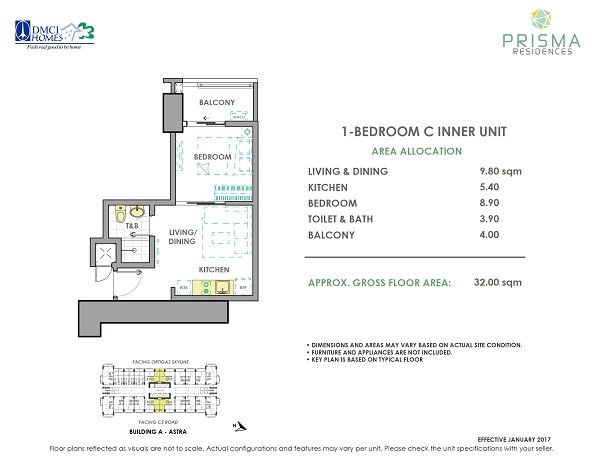 DMCI
HOMES
Feels real good to be home
PRISMA
RESIDENCES
BALCONY
WACU
BEDROOM
T&B
LIVING/
DINING
KITCHEN
WM
REF
1-BEDROOM C INNER UNIT
AREA ALLOCATION
LIVING & DINING 9.80 sqm
KITCHEN 5.40
BEDROOM 8.90
TOILET & BATH 3.90
BALCONY 4.00
APPROX. GROSS FLOOR AREA: 32.00 sqm
• DIMENSIONS AND AREAS MAY VARY BASED ON ACTUAL SITE CONDITION.
• FURNITURE AND APPLIANCES ARE NOT INCLUDED.
• KEY PLAN IS BASED ON TYPICAL FLOOR
FACING ORTIGAS SKYLINE
FACING C5 ROAD
N
BUILDING A - ASTRA
EFFECTIVE JANUARY 2017
Floor plans reflected as visuals are not to scale. Actual configurations and features may vary per unit. Please check the unit specifications with your seller.